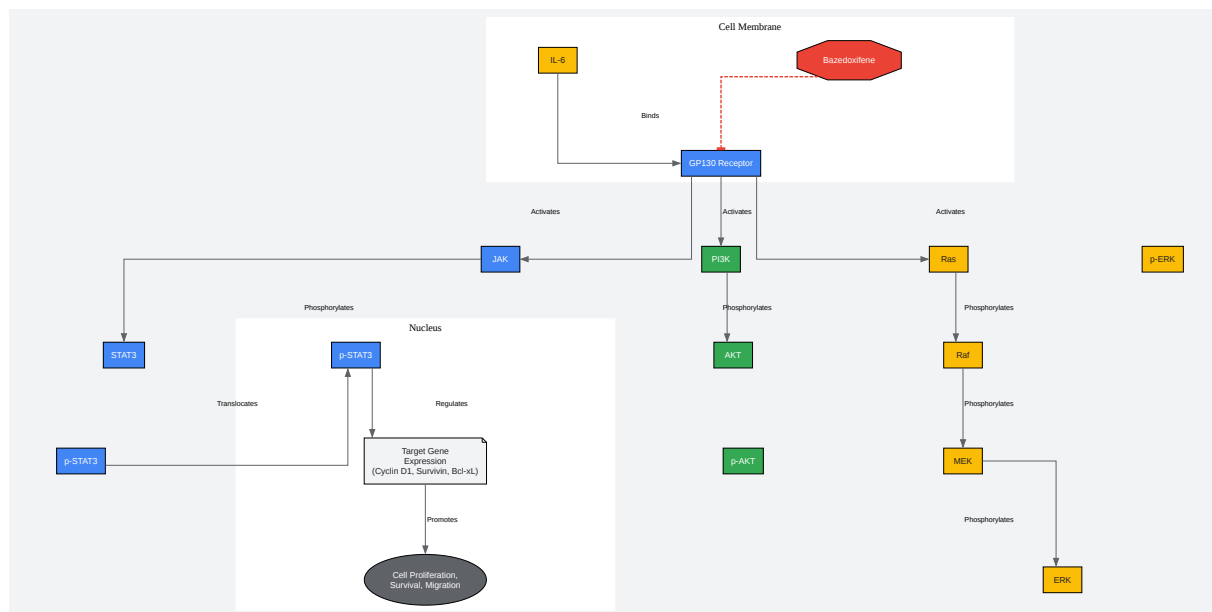 Cell Membrane
IL-6
Bazedoxifene
Binds
GP130 Receptor
Activates
Activates
Activates
JAK
PI3K
Ras
p-ERK
Phosphorylates
Phosphorylates
Phosphorylates
Nucleus
STAT3
p-STAT3
AKT
Raf
Translocates
Regulates
Phosphorylates
p-STAT3
Target Gene
Expression
(Cyclin D1, Survivin, Bcl-xL)
p-AKT
MEK
Promotes
Phosphorylates
Cell Proliferation,
Survival, Migration
ERK